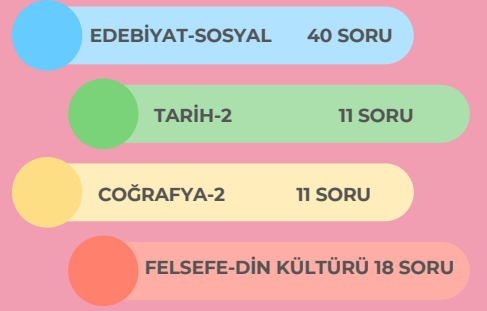 EDEBİYAT-SOSYAL 40 SORU
TARİH-2 11 SORU
COĞRAFYA-2 11 SORU
FELSEFE-DİN KÜLTÜRÜ 18 SORU